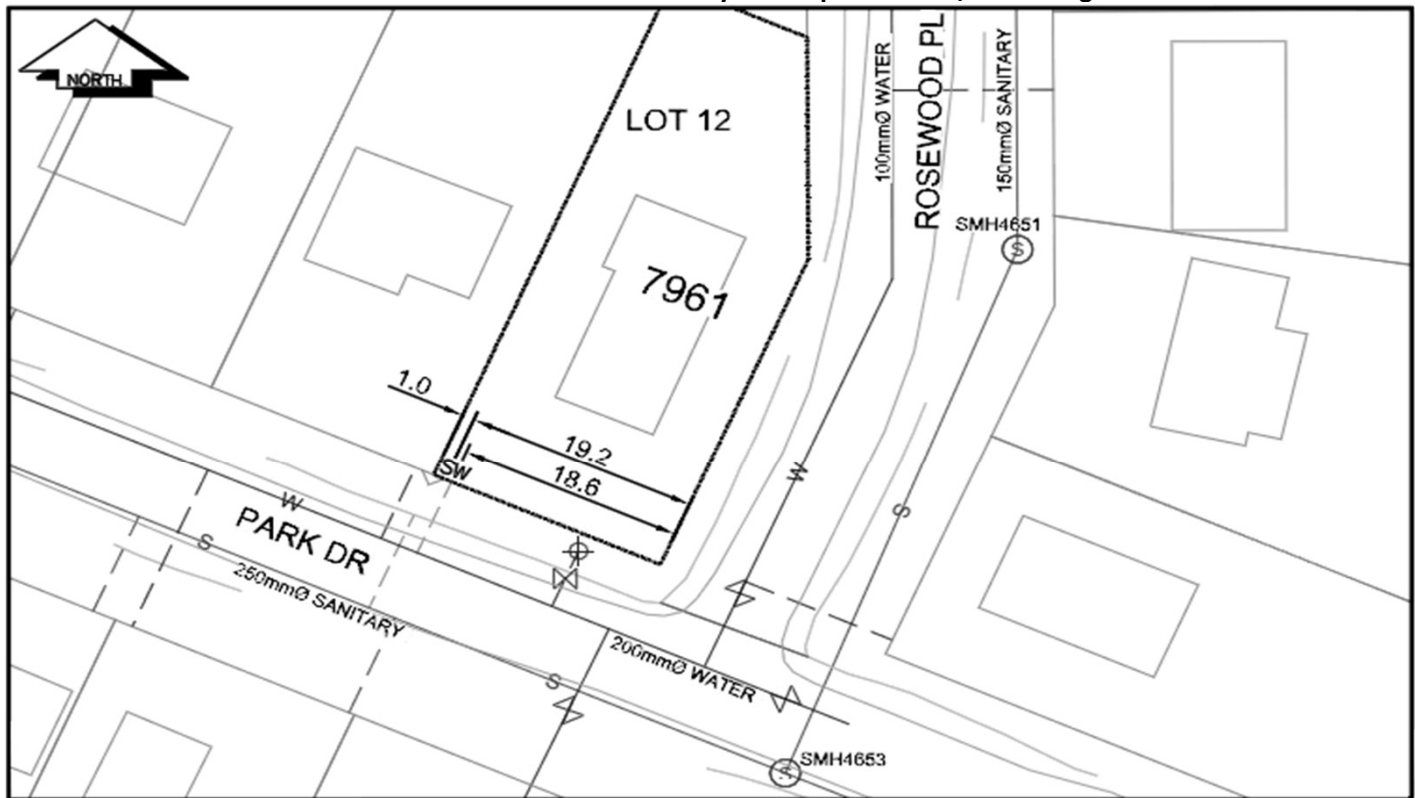 NORTH
LOT 12
7961
1.0
19.2
18.6
SW
100mmØ WATER
ROSEWOOD PL
150mmØ SANITARY
SMH4651
S
W
S
W
PARK DR
S
250mmØ SANITARY
S
200mmØ WATER
SMH4653
S